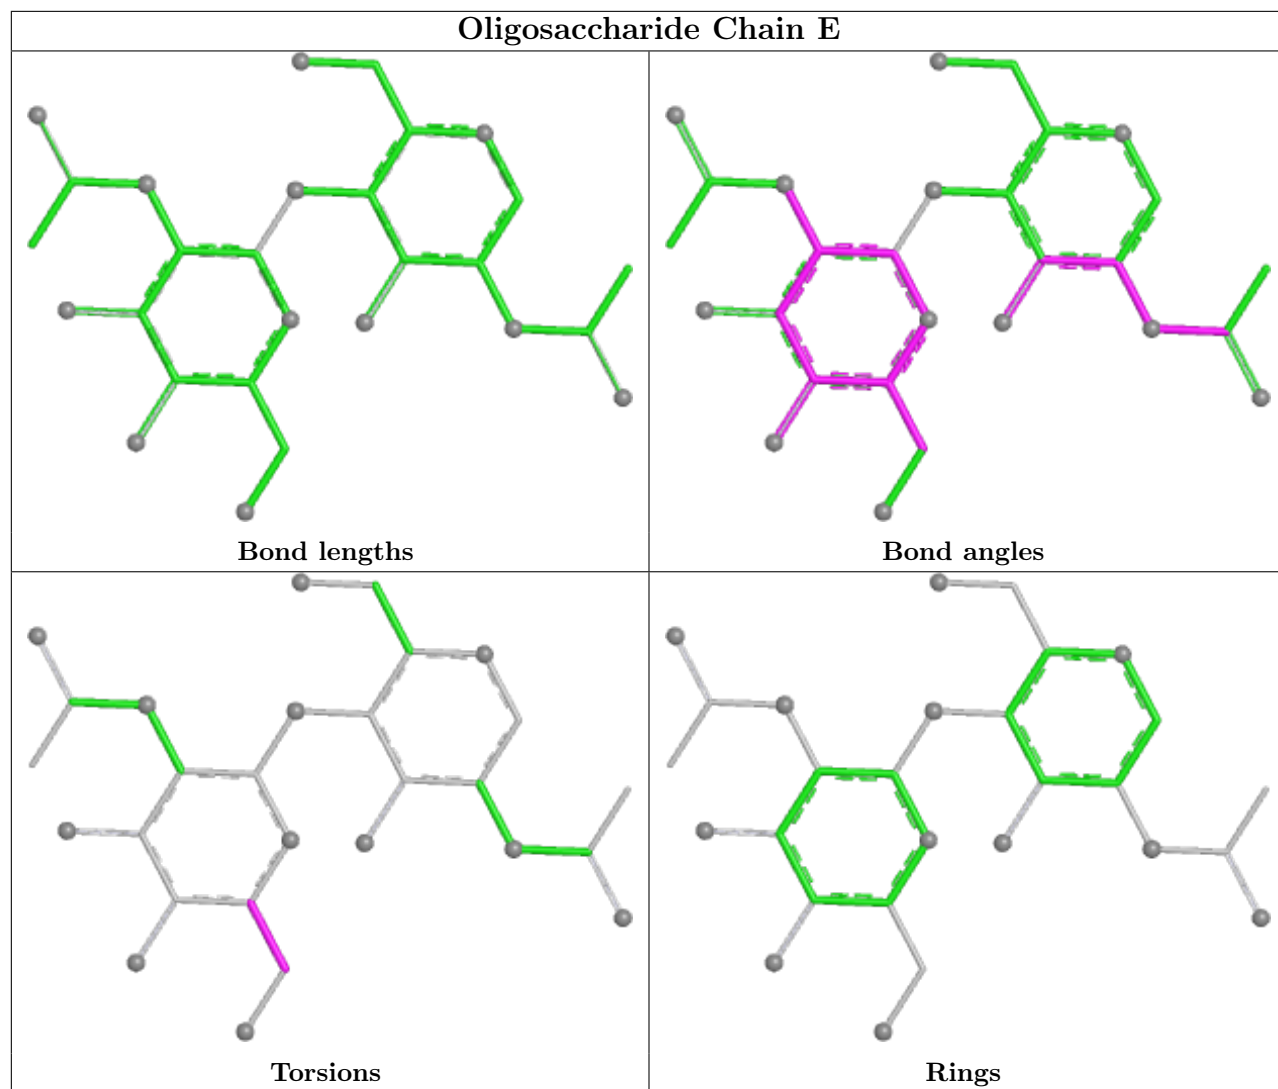 Oligosaccharide Chain E
Bond lengths
Bond angles
Torsions
Rings